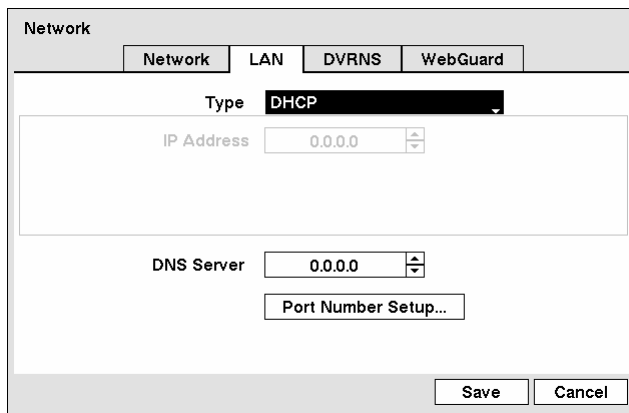 Network
Network LAN DVRNS WebGuard
Type DHCP
IP Address 0.0.0.0
DNS Server 0.0.0.0
Port Number Setup...
Save Cancel